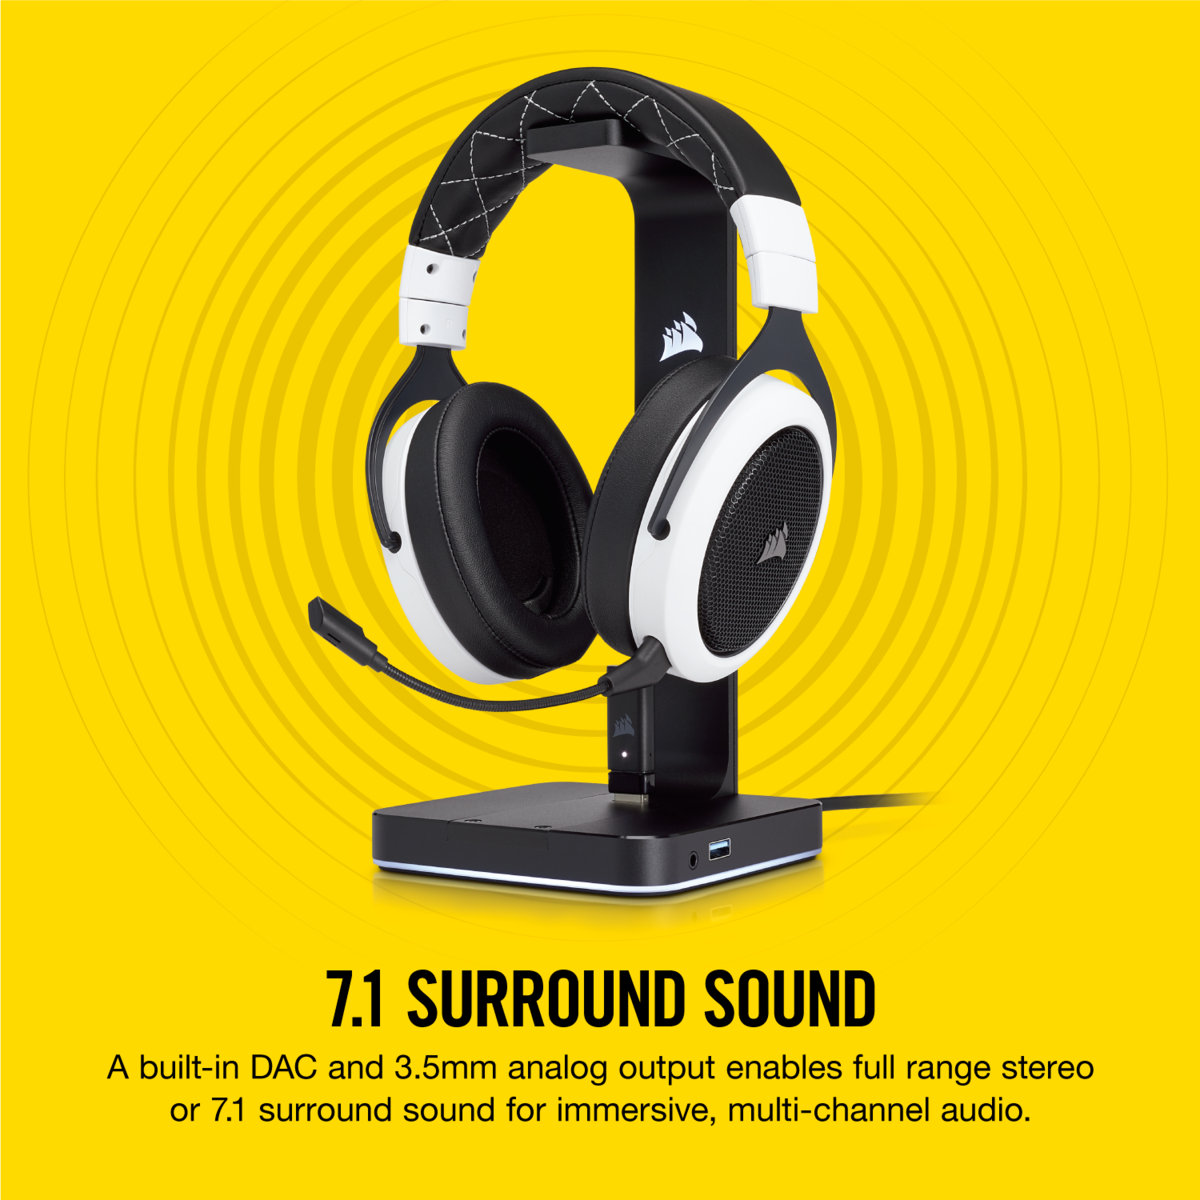 7.1 SURROUND SOUND
A built-in DAC and 3.5mm analog output enables full range stereo
or 7.1 surround sound for immersive, multi-channel audio.